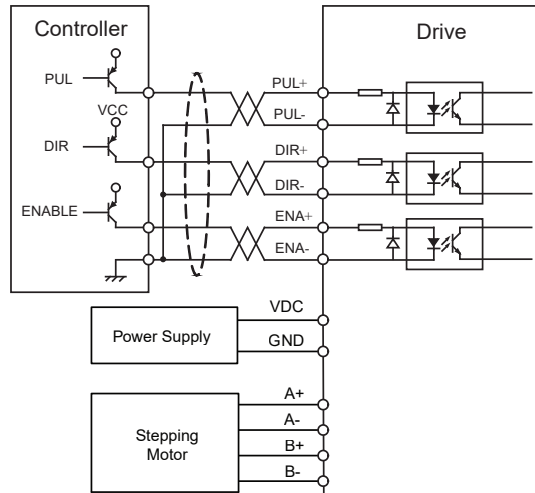 Controller
Drive
PUL
PUL+
PUL-
VCC
DIR
DIR+
DIR-
ENABLE
ENA+
ENA-
Power Supply
VDC
GND
Stepping
Motor
A+
A-
B+
B-